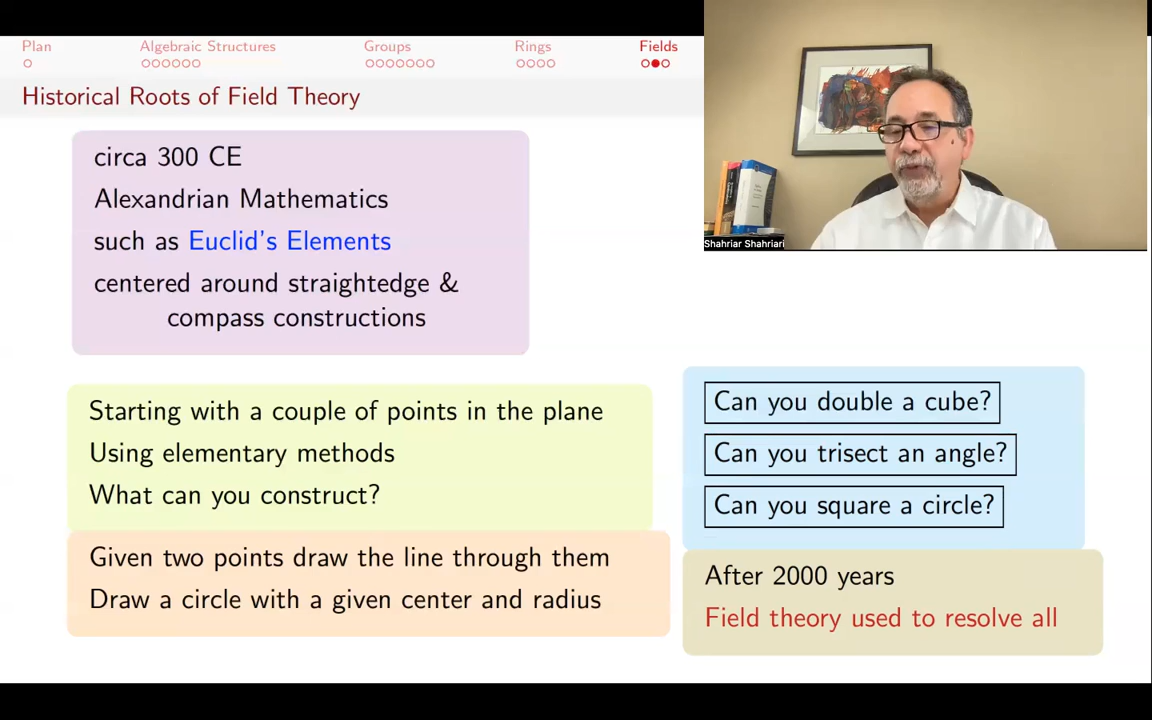 Plan
Algebraic Structures
Groups
Rings
Fields
Historical Roots of Field Theory
circa 300 CE
Alexandrian Mathematics
such as Euclid's Elements
centered around straightedge &
compass constructions
Shahriar Shahriari
Starting with a couple of points in the plane
Using elementary methods
What can you construct?
Given two points draw the line through them
Draw a circle with a given center and radius
Can you double a cube?
Can you trisect an angle?
Can you square a circle?
After 2000 years
Field theory used to resolve all